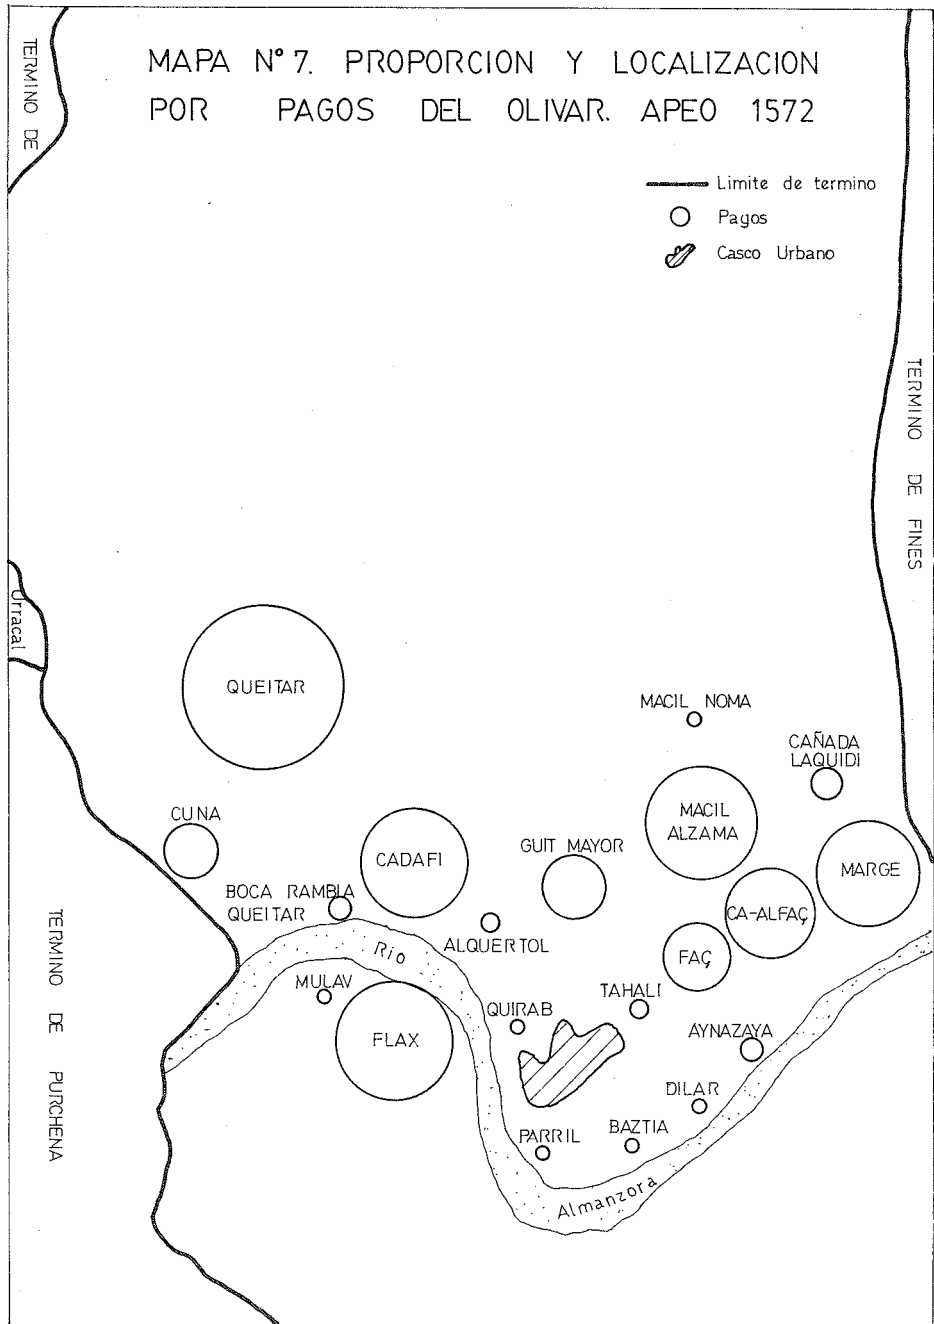 MAPA N° 7. PROPORCION Y LOCALIZACION
POR PAGOS DEL OLIVAR. APEO 1572
TERMINO DE
Limite de termino
Pagos
Casco Urbano
TERMINO DE FINES
Urracal
QUEITAR
MACIL NOMA
CAÑADA
LAQUIDI
CUNA
MACIL
ALZAMA
GUIT MAYOR
CADAFI
MARGE
BOCA RAMBLA
QUEITAR
CA-ALFAÇ
ALQUERTOL
Río
FAÇ
MULAV
TAHALI
QUIRAB
FLAX
AYNAZAYA
DILAR
PARRIL
BAZTIA
Almanzora
TERMINO DE PURCHENA